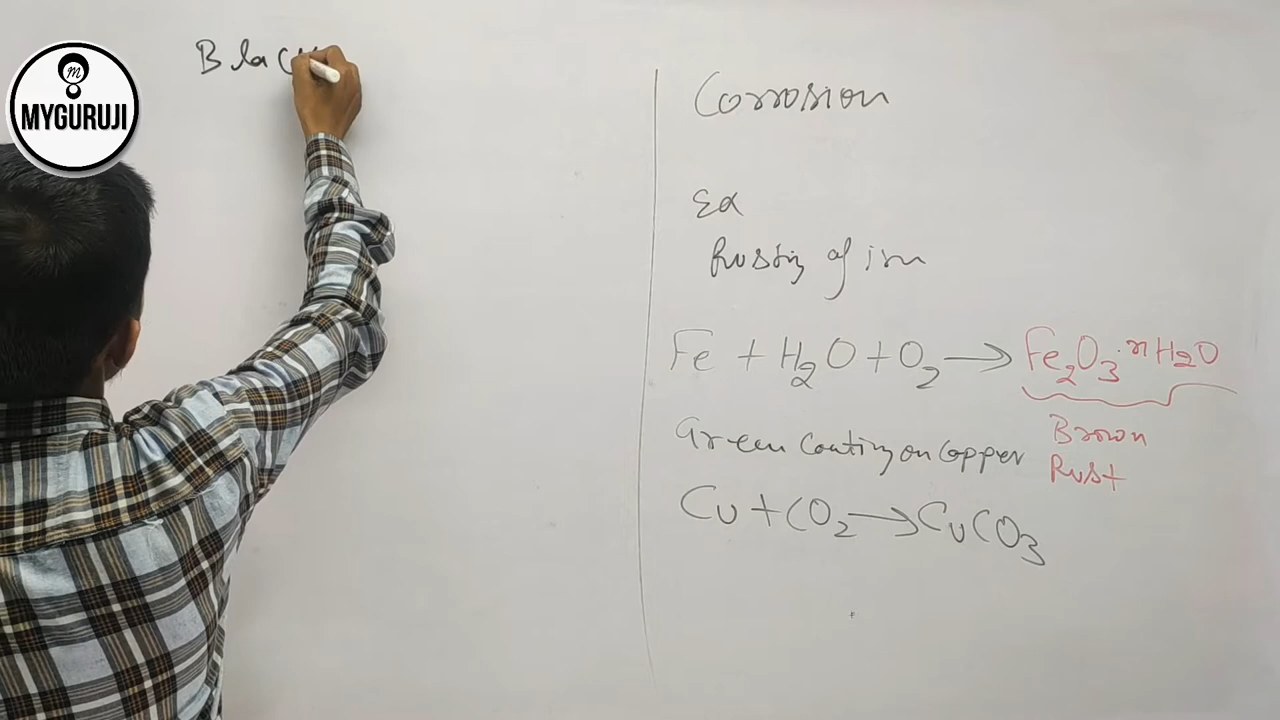 MYGURUJI
Blac
Corrosion
Ex
Rusting of iron
Fe + H₂O + O₂ → Fe₂O₃·nH₂O
Brown
Rust
Green Coating on Copper
Cu + CO₂ → CuCO₃